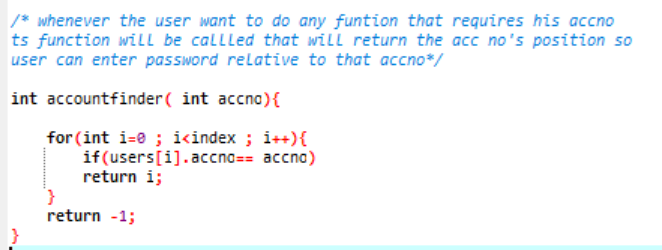 /* whenever the user want to do any funtion that requires his accno
ts function will be callled that will return the acc no's position so
user can enter password relative to that accno*/
int accountfinder( int accno){
for(int i=0 ; i<index ; i++){
if(users[i].accno== accno)
return i;
}
return -1;
}